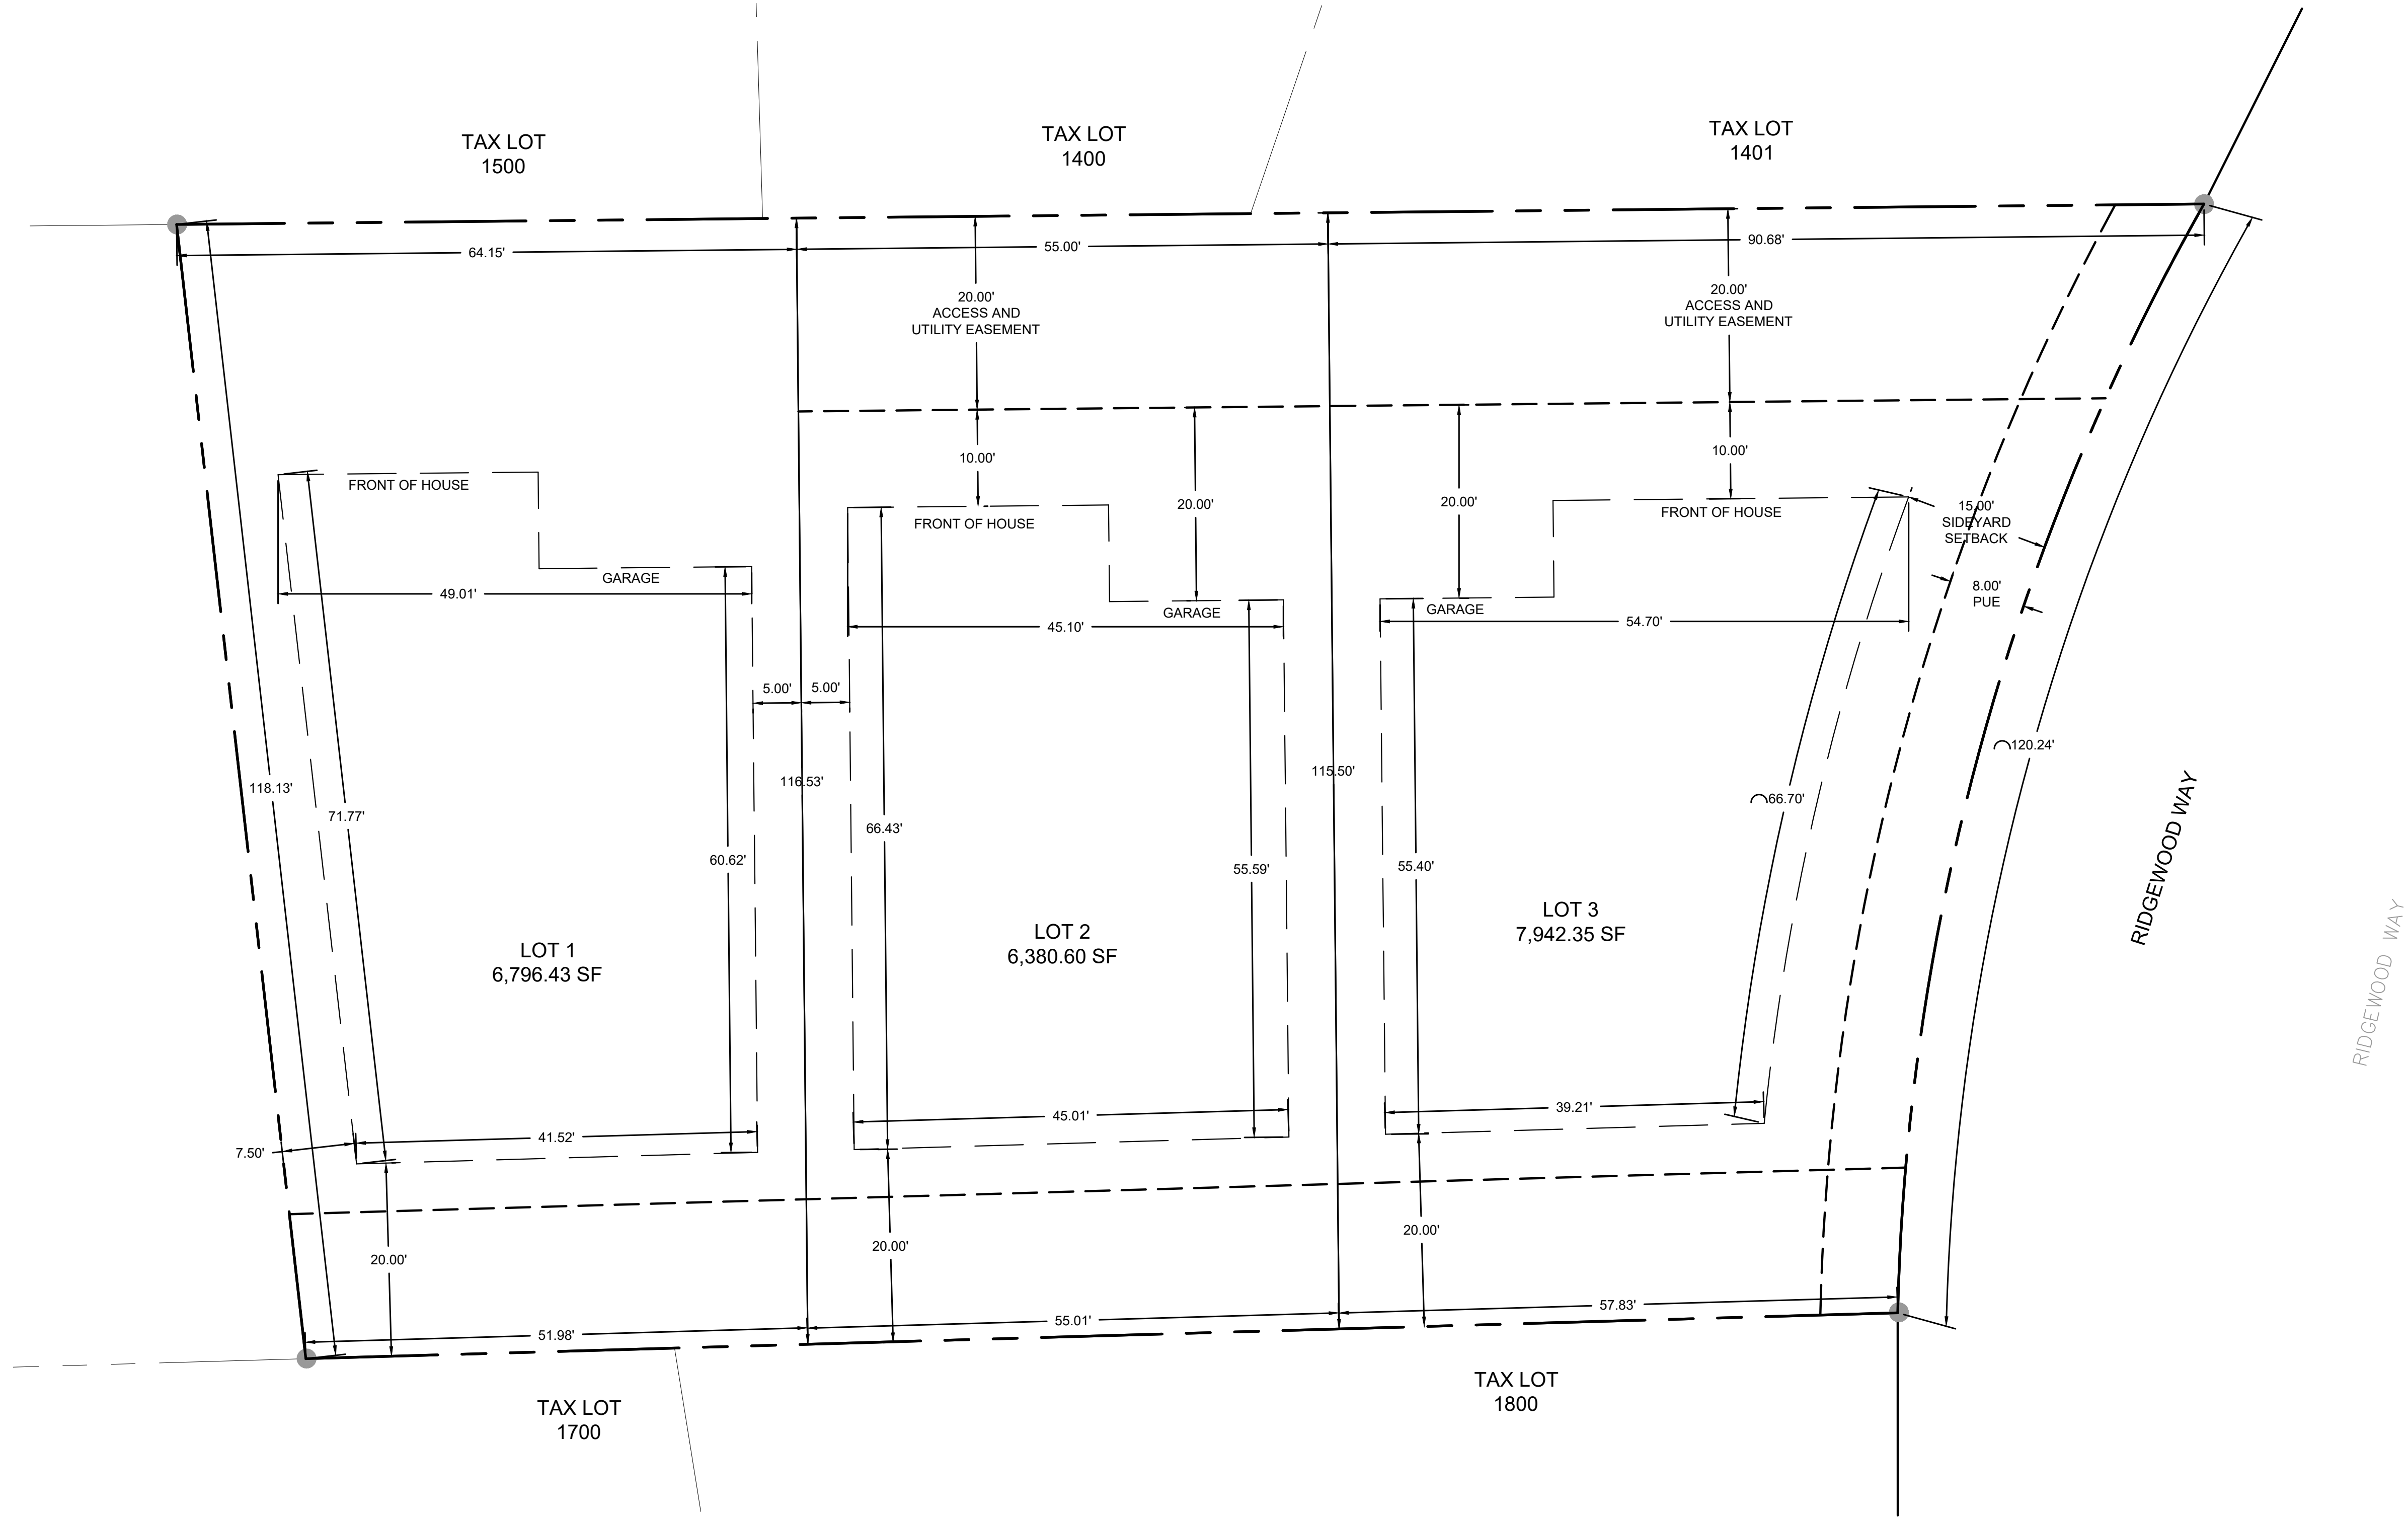 TAX LOT
1500
TAX LOT
1400
TAX LOT
1401
64.15'
55.00'
90.68'
20.00'
ACCESS AND
UTILITY EASEMENT
20.00'
ACCESS AND
UTILITY EASEMENT
10.00'
10.00'
FRONT OF HOUSE
FRONT OF HOUSE
FRONT OF HOUSE
20.00'
20.00'
15.00'
SIDEYARD
SETBACK
8.00'
PUE
GARAGE
GARAGE
GARAGE
49.01'
45.10'
54.70'
5.00'
5.00'
118.13'
71.77'
116.53'
115.50'
120.24'
66.70'
60.62'
66.43'
55.59'
55.40'
RIDGEWOOD WAY
RIDGEWOOD WAY
LOT 1
6,796.43 SF
LOT 2
6,380.60 SF
LOT 3
7,942.35 SF
7.50'
41.52'
45.01'
39.21'
20.00'
20.00'
20.00'
51.98'
55.01'
57.83'
TAX LOT
1700
TAX LOT
1800